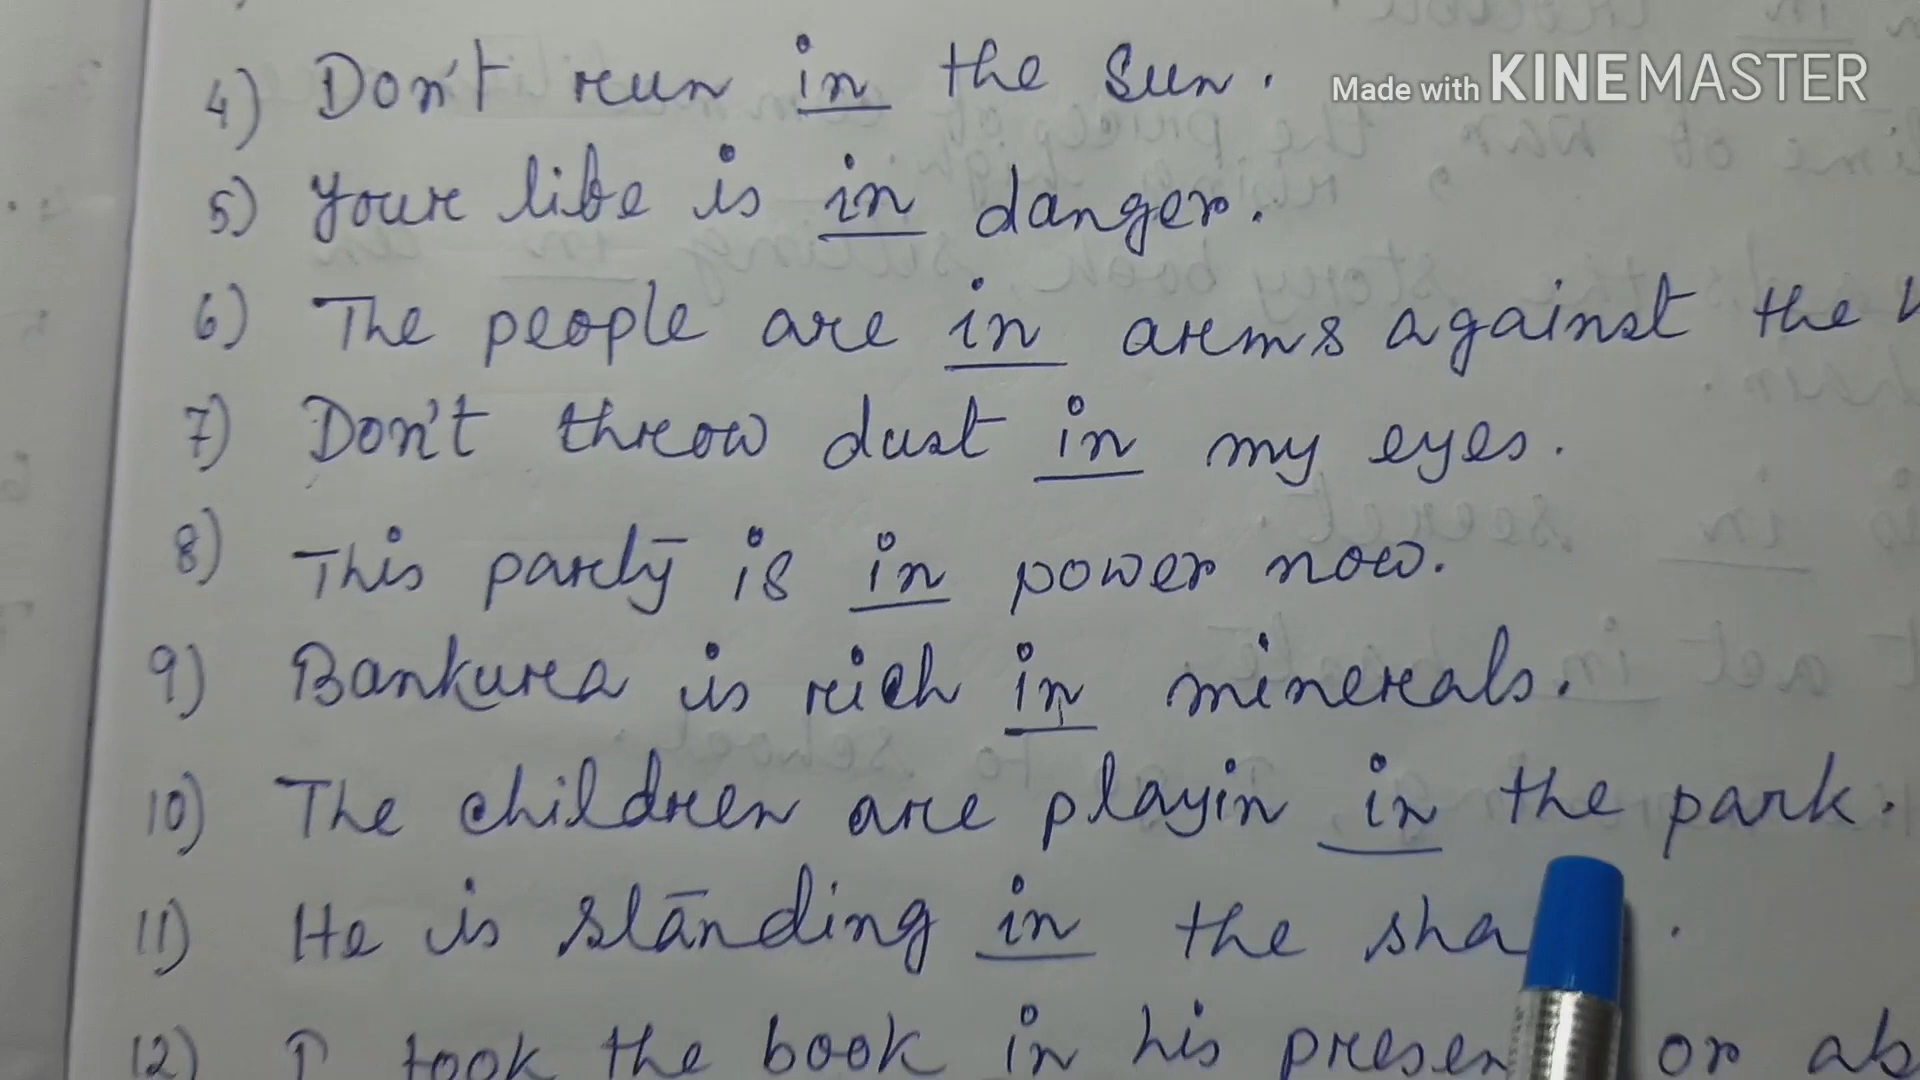 Made with KINEMASTER
4) Don't run in the sun.
5) Your life is in danger.
6) The people are in arms against the
7) Don't throw dust in my eyes.
8) This party is in power now.
9) Bankura is rich in minerals.
10) The children are playin in the park.
11) He is standing in the sha
12) I took the book in his presen or ab